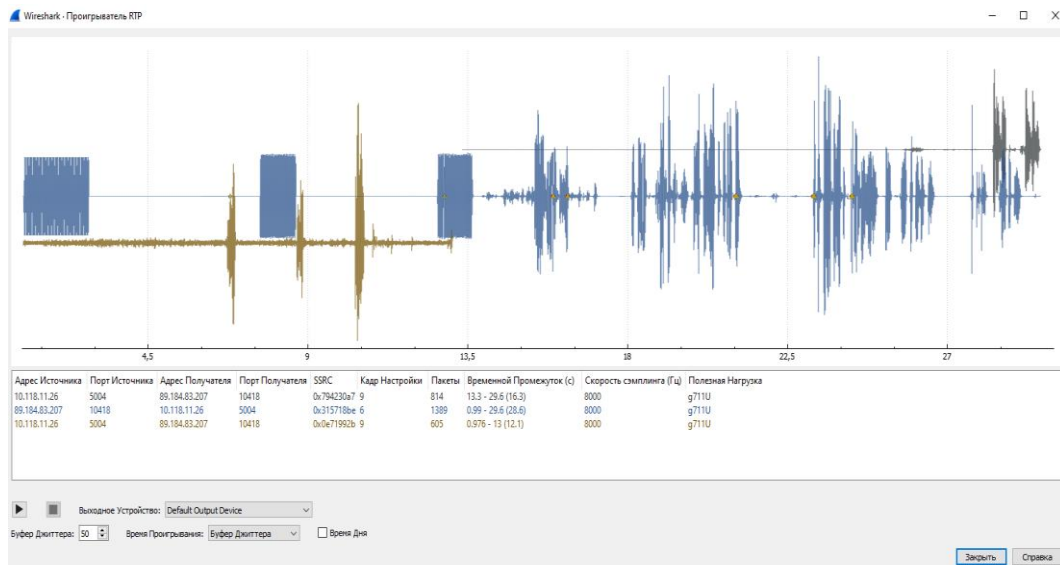 Wireshark · Проигрыватель RTP
4,5 9 13,5 18 22,5 27
Адрес Источника Порт Источника Адрес Получателя Порт Получателя SSRC Кадр Настройки Пакеты Временной Промежуток (с) Скорость сэмплинга (Гц) Полезная Нагрузка
10.118.11.26 5004 89.184.83.207 10418 0x794230a7 9 814 13.3 - 29.6 (16.3) 8000 g711U
89.184.83.207 10418 10.118.11.26 5004 0x315718be 6 1389 0.99 - 29.6 (28.6) 8000 g711U
10.118.11.26 5004 89.184.83.207 10418 0x0e71992b 9 605 0.976 - 13 (12.1) 8000 g711U
Выходное Устройство: Default Output Device
Буфер Джиттера: 50 Время Проигрывания: Буфер Джиттера Время Дня
Закрыть Справка